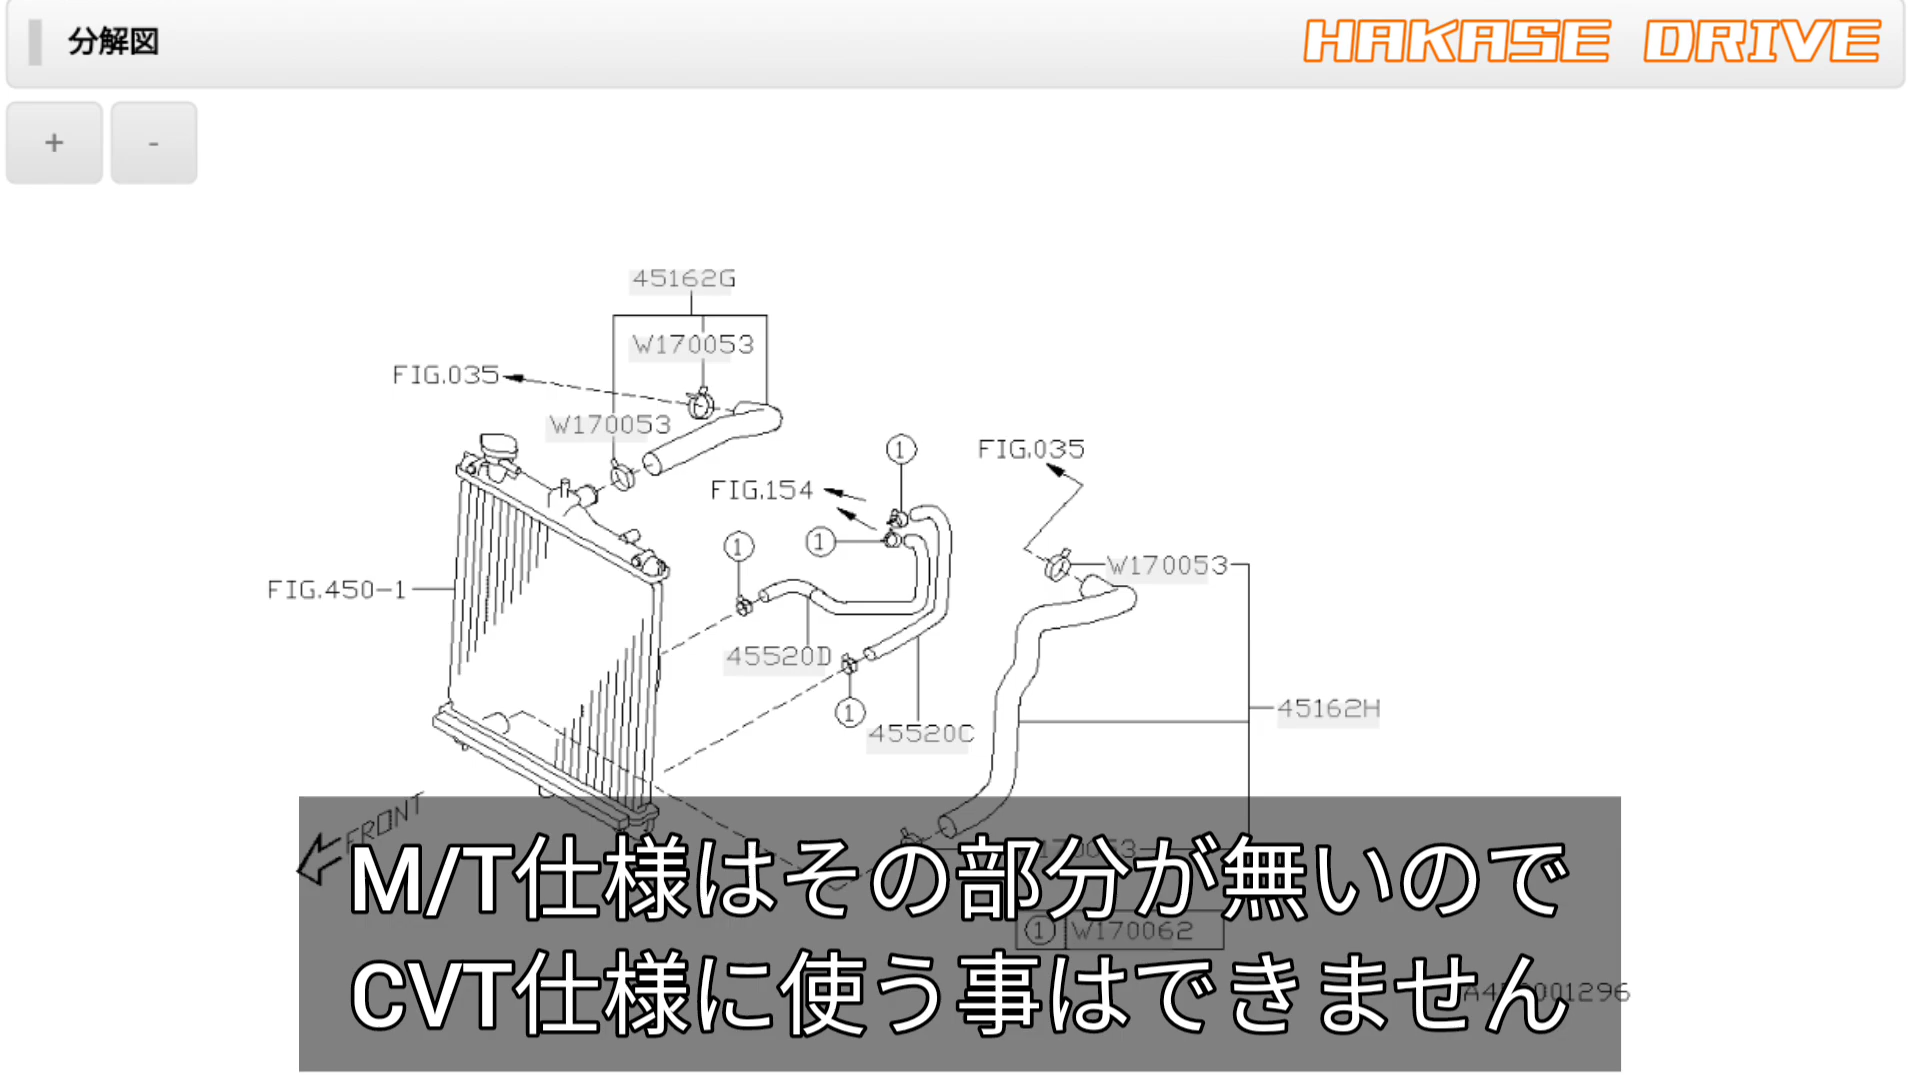 分解図
HAKASE DRIVE
+
-
45162G
W170053
FIG.035
W170053
1
FIG.035
FIG.154
1
1
W170053
FIG.450-1
45520D
45162H
1
45520C
FRONT
M/T仕様はその部分が無いので
1 W170062
CVT仕様に使う事はできません